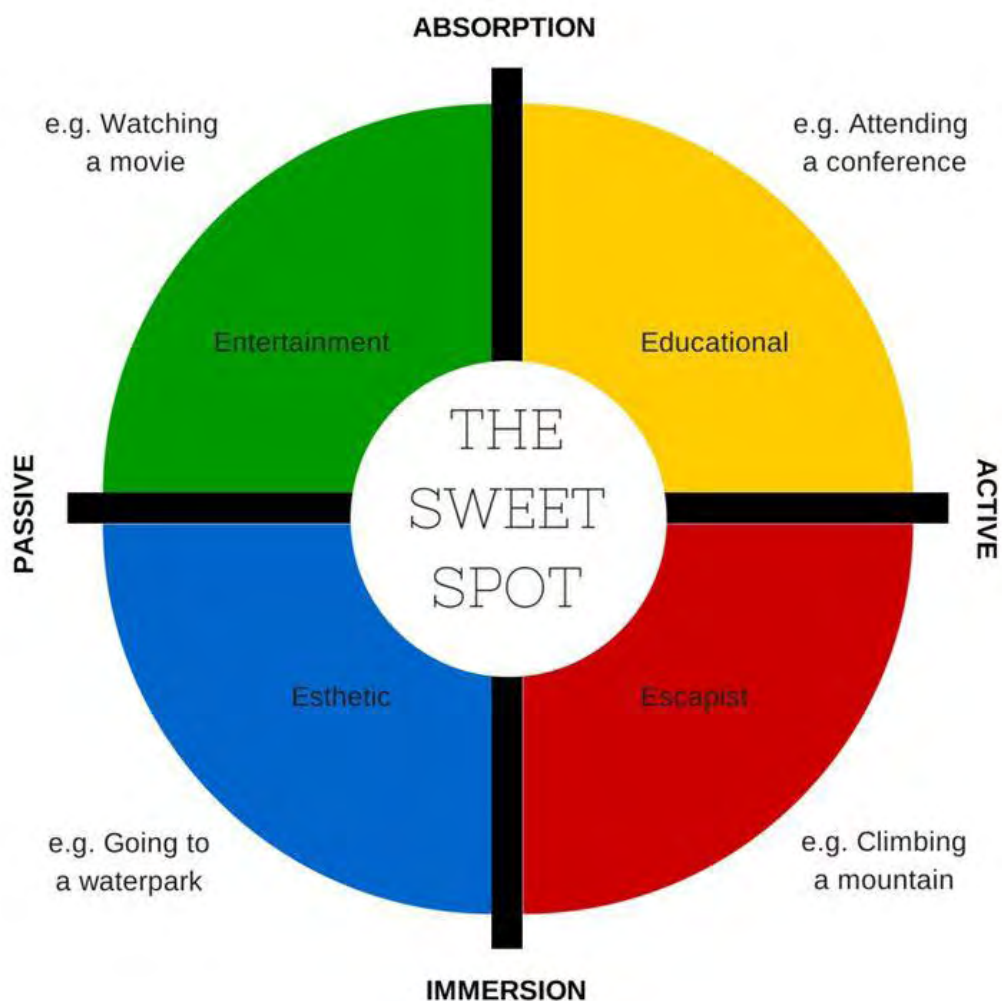 ABSORPTION
e.g. Watching
a movie
e.g. Attending
a conference
Entertainment
Educational
THE
SWEET
SPOT
PASSIVE
ACTIVE
Esthetic
Escapist
e.g. Going to
a waterpark
e.g. Climbing
a mountain
IMMERSION